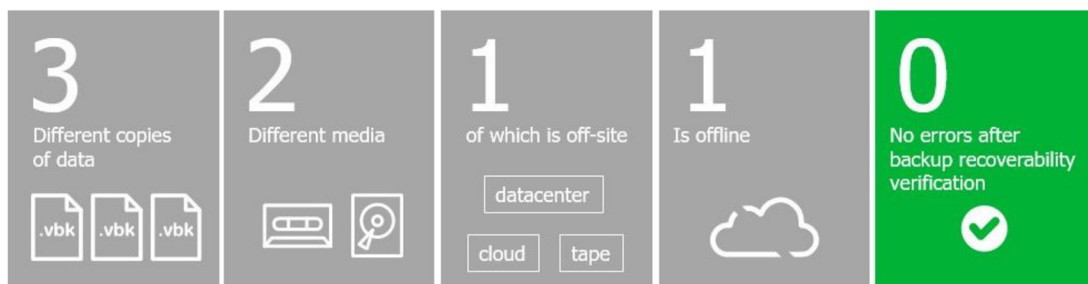 3
Different copies
of data
.vbk .vbk .vbk
2
Different media
1
of which is off-site
datacenter
cloud tape
1
Is offline
0
No errors after
backup recoverability
verification